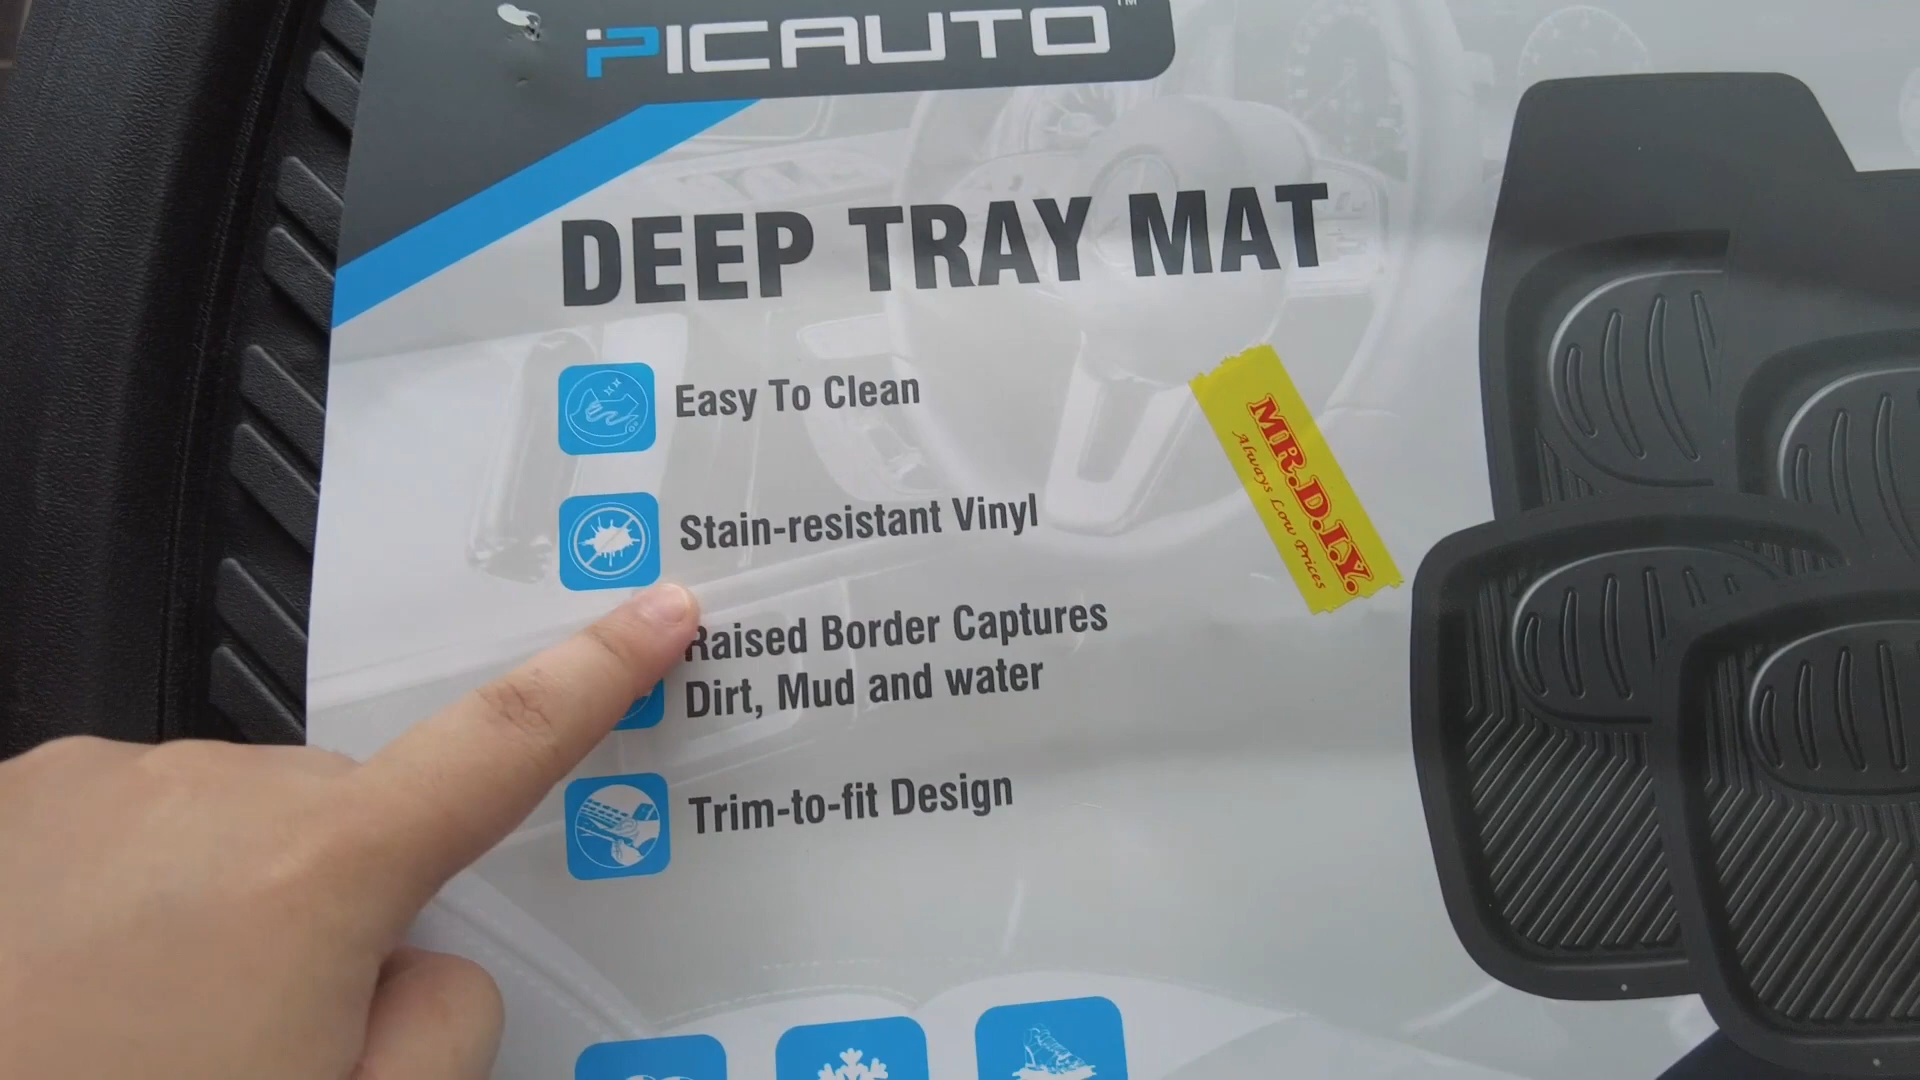 PICAUTO™
DEEP TRAY MAT
Easy To Clean
Stain-resistant Vinyl
Raised Border Captures
Dirt, Mud and water
Trim-to-fit Design
MR.D.I.Y.
Always Low Prices